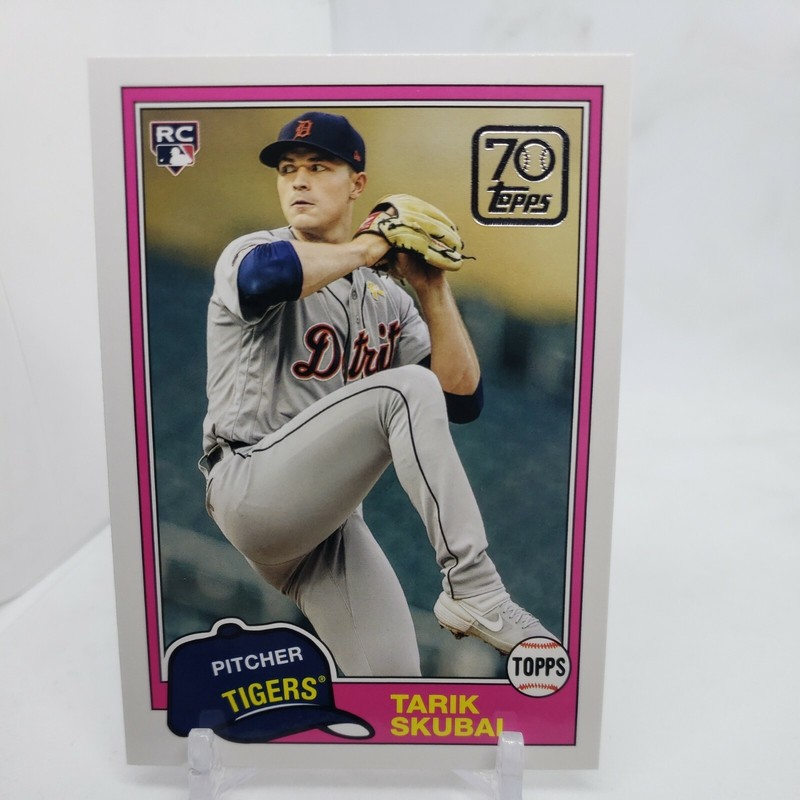 RC
70
topps
D
Detroit
PITCHER
TIGERS®
TOPPS
TARIK
SKUBAL